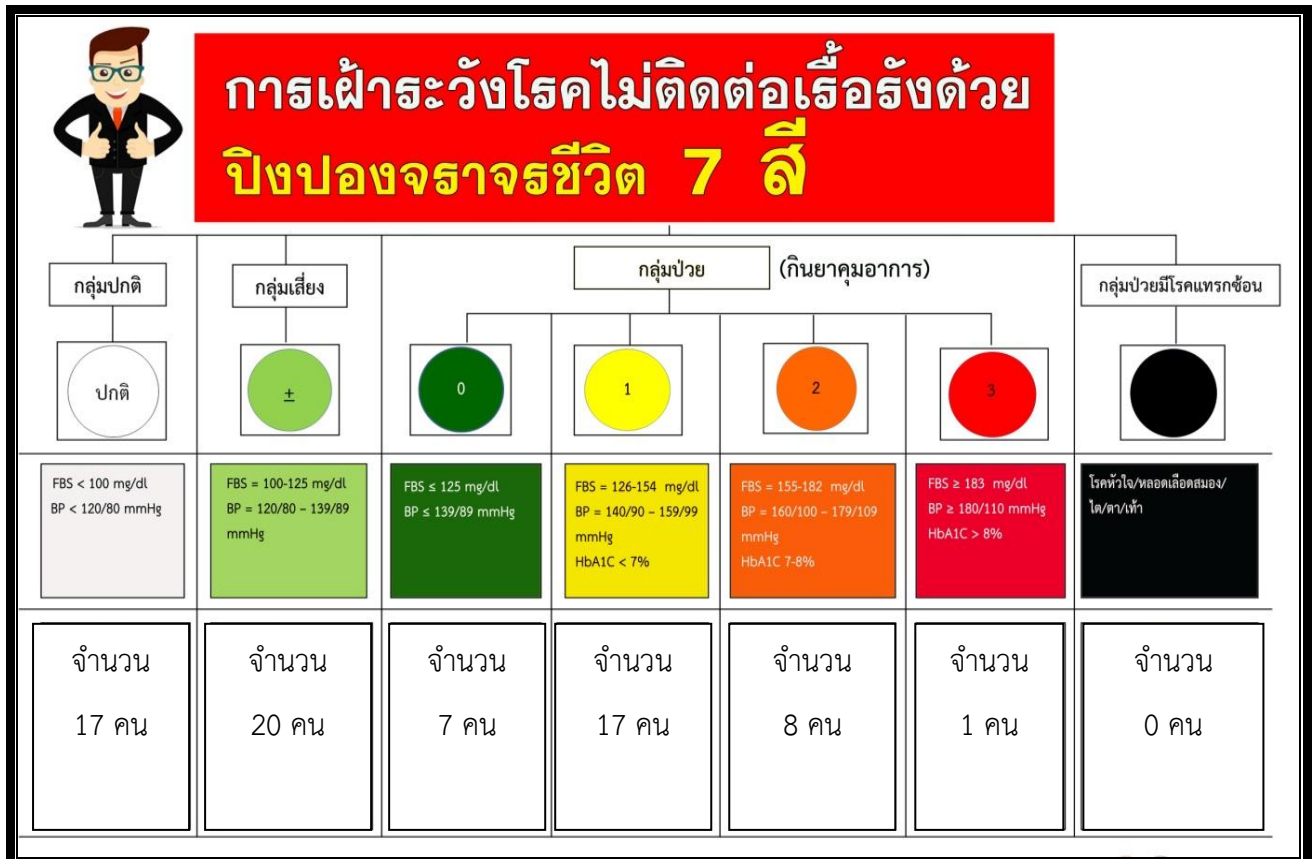 การเฝ้าระวังโรคไม่ติดต่อเรื้อรังด้วย
ปิงปองจราจรชีวิต 7 สี
กลุ่มปกติ
กลุ่มเสี่ยง
กลุ่มป่วย
(กินยาคุมอาการ)
กลุ่มป่วยมีโรคแทรกซ้อน
ปกติ
±
0
1
2
3
FBS < 100 mg/dl
BP < 120/80 mmHg
FBS = 100-125 mg/dl
BP = 120/80 – 139/89
mmHg
FBS ≤ 125 mg/dl
BP ≤ 139/89 mmHg
FBS = 126-154 mg/dl
BP = 140/90 – 159/99
mmHg
HbA1C < 7%
FBS = 155-182 mg/dl
BP = 160/100 – 179/109
mmHg
HbA1C 7-8%
FBS ≥ 183 mg/dl
BP ≥ 180/110 mmHg
HbA1C > 8%
โรคหัวใจ/หลอดเลือดสมอง/
ไต/ตา/เท้า
จำนวน
17 คน
จำนวน
20 คน
จำนวน
7 คน
จำนวน
17 คน
จำนวน
8 คน
จำนวน
1 คน
จำนวน
0 คน